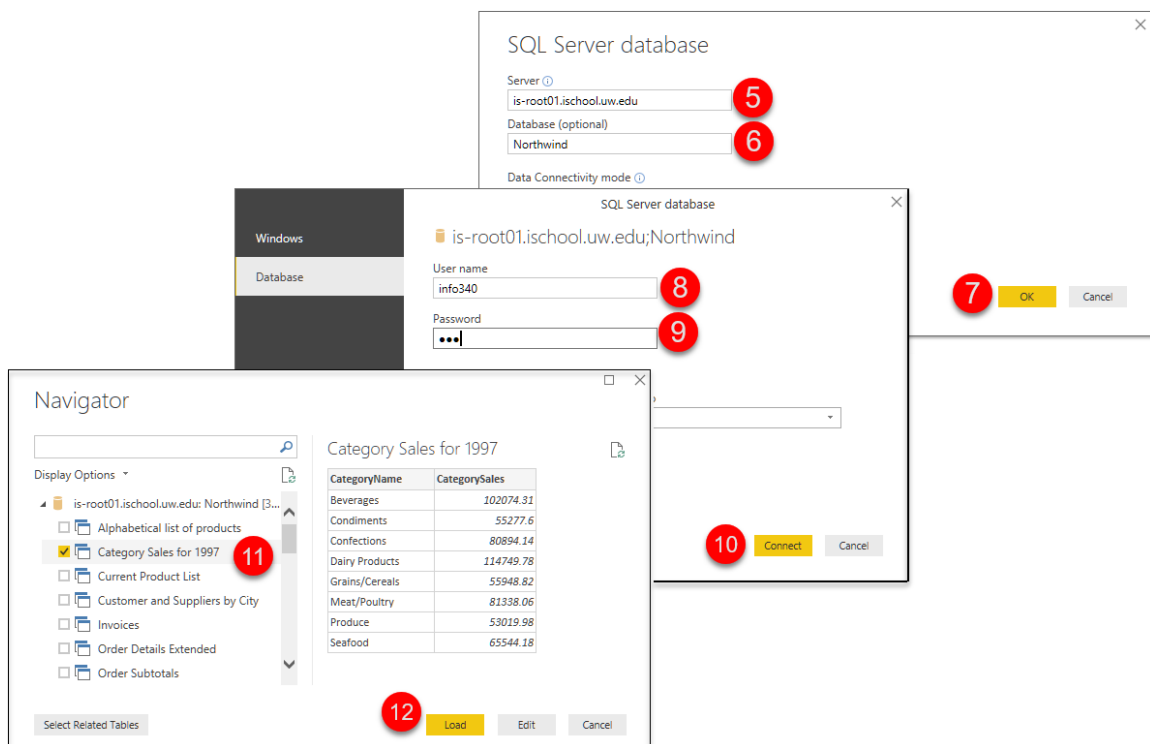 SQL Server database
Server
is-root01.ischool.uw.edu
5
Database (optional)
Northwind
6
Data Connectivity mode
7
OK
Cancel
SQL Server database
Windows
Database
is-root01.ischool.uw.edu;Northwind
User name
info340
8
Password
•••
9
10
Connect
Cancel
Navigator
Display Options
is-root01.ischool.uw.edu: Northwind [3...
Alphabetical list of products
Category Sales for 1997
11
Current Product List
Customer and Suppliers by City
Invoices
Order Details Extended
Order Subtotals
Category Sales for 1997
CategoryName CategorySales
Beverages 102074.31
Condiments 55277.6
Confections 80894.14
Dairy Products 114749.78
Grains/Cereals 55948.82
Meat/Poultry 81338.06
Produce 53019.98
Seafood 65544.18
Select Related Tables
12
Load
Edit
Cancel